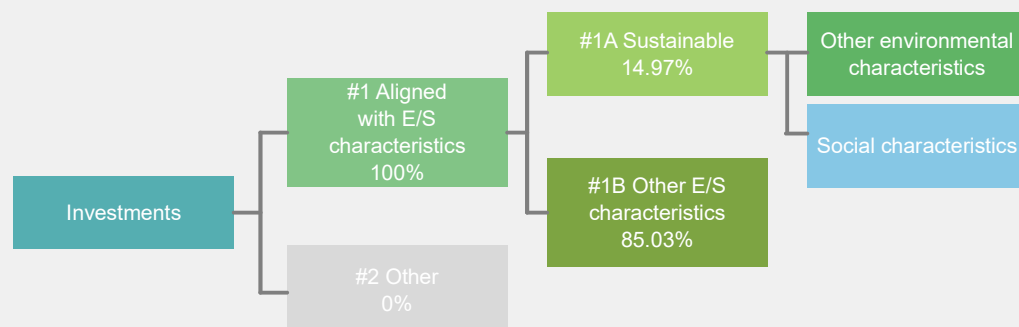 Investments
#1 Aligned
with E/S
characteristics
100%
#2 Other
0%
#1A Sustainable
14.97%
#1B Other E/S
characteristics
85.03%
Other environmental
characteristics
Social characteristics